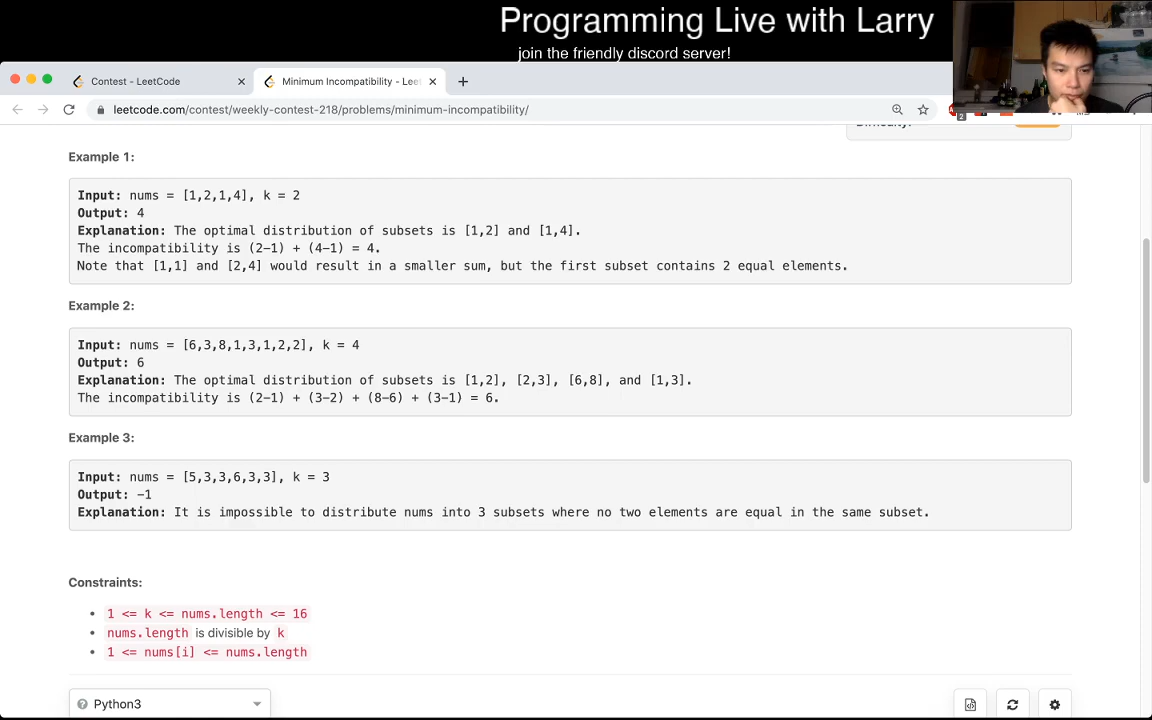 Programming Live with Larry
join the friendly discord server!
Contest - LeetCode
Minimum Incompatibility - Leet
leetcode.com/contest/weekly-contest-218/problems/minimum-incompatibility/
2
Example 1:
Input: nums = [1,2,1,4], k = 2
Output: 4
Explanation: The optimal distribution of subsets is [1,2] and [1,4].
The incompatibility is (2-1) + (4-1) = 4.
Note that [1,1] and [2,4] would result in a smaller sum, but the first subset contains 2 equal elements.
Example 2:
Input: nums = [6,3,8,1,3,1,2,2], k = 4
Output: 6
Explanation: The optimal distribution of subsets is [1,2], [2,3], [6,8], and [1,3].
The incompatibility is (2-1) + (3-2) + (8-6) + (3-1) = 6.
Example 3:
Input: nums = [5,3,3,6,3,3], k = 3
Output: -1
Explanation: It is impossible to distribute nums into 3 subsets where no two elements are equal in the same subset.
Constraints:
1 <= k <= nums.length <= 16
nums.length is divisible by k
1 <= nums[i] <= nums.length
Python3